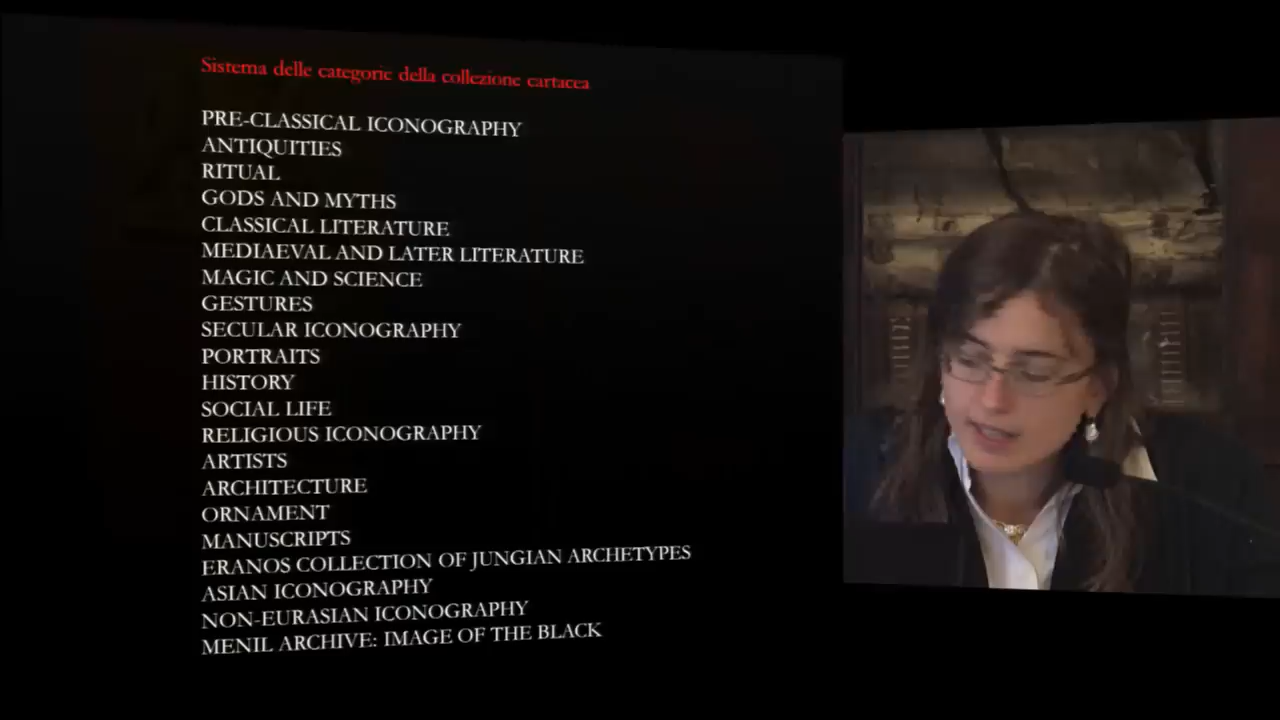 Sistema delle categorie della collezione cartacea
PRE-CLASSICAL ICONOGRAPHY
ANTIQUITIES
RITUAL
GODS AND MYTHS
CLASSICAL LITERATURE
MEDIAEVAL AND LATER LITERATURE
MAGIC AND SCIENCE
GESTURES
SECULAR ICONOGRAPHY
PORTRAITS
HISTORY
SOCIAL LIFE
RELIGIOUS ICONOGRAPHY
ARTISTS
ARCHITECTURE
ORNAMENT
MANUSCRIPTS
ERANOS COLLECTION OF JUNGIAN ARCHETYPES
ASIAN ICONOGRAPHY
NON-EURASIAN ICONOGRAPHY
MENIL ARCHIVE: IMAGE OF THE BLACK